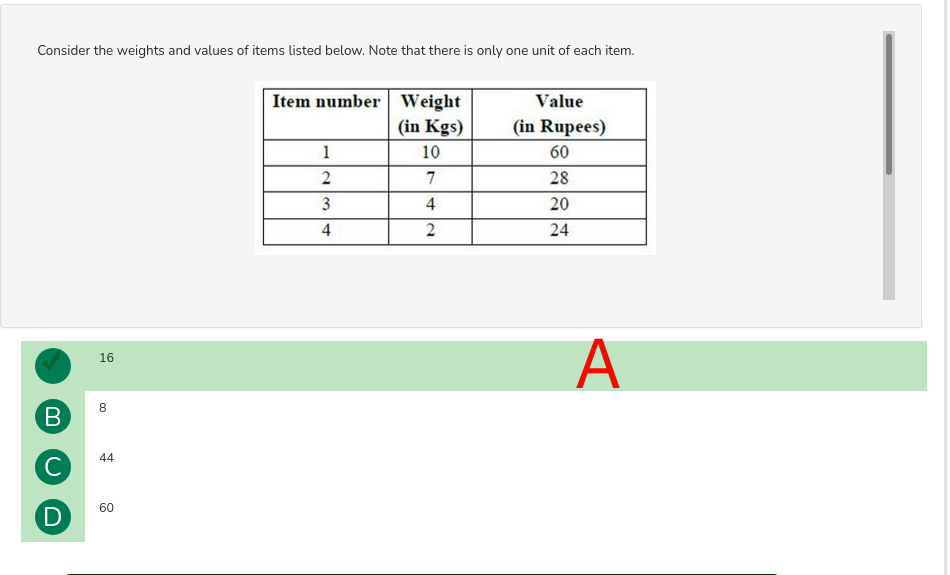 Consider the weights and values of items listed below. Note that there is only one unit of each item.
Item number Weight (in Kgs) Value (in Rupees)
1 10 60
2 7 28
3 4 20
4 2 24
16 A
B 8
C 44
D 60